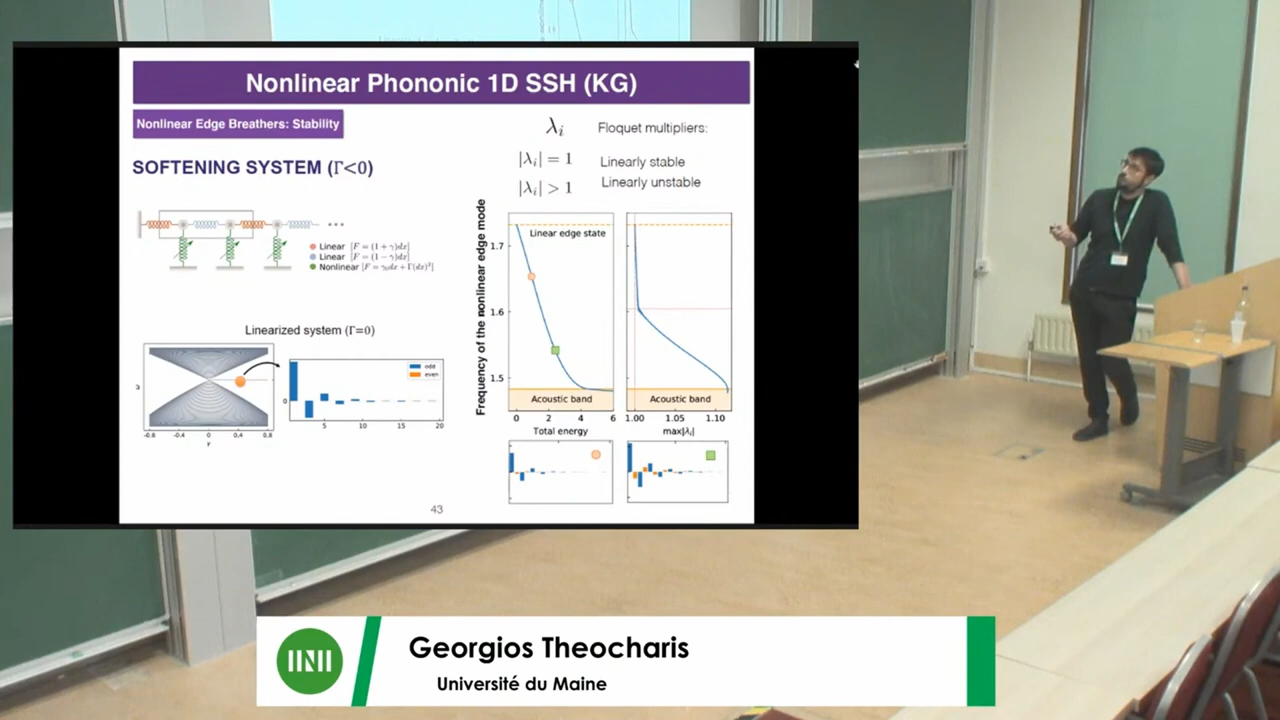 Nonlinear Phononic 1D SSH (KG)
Nonlinear Edge Breathers: Stability
λi Floquet multipliers:
SOFTENING SYSTEM (Γ<0)
|λi| = 1 Linearly stable
|λi| > 1 Linearly unstable
Linear [F = (1 + γ)dx]
Linear [F = (1 − γ)dx]
Nonlinear [F = γ₀dx + Γ(dx)³]
Linearized system (Γ=0)
odd
even
0
5 10 15 20
-0.8 -0.4 0 0.4 0.8
γ
Frequency of the nonlinear edge mode
Linear edge state
1.7
1.6
1.5
Acoustic band Acoustic band
0 2 4 6 1.00 1.05 1.10
Total energy max|λi|
43
Georgios Theocharis
Université du Maine